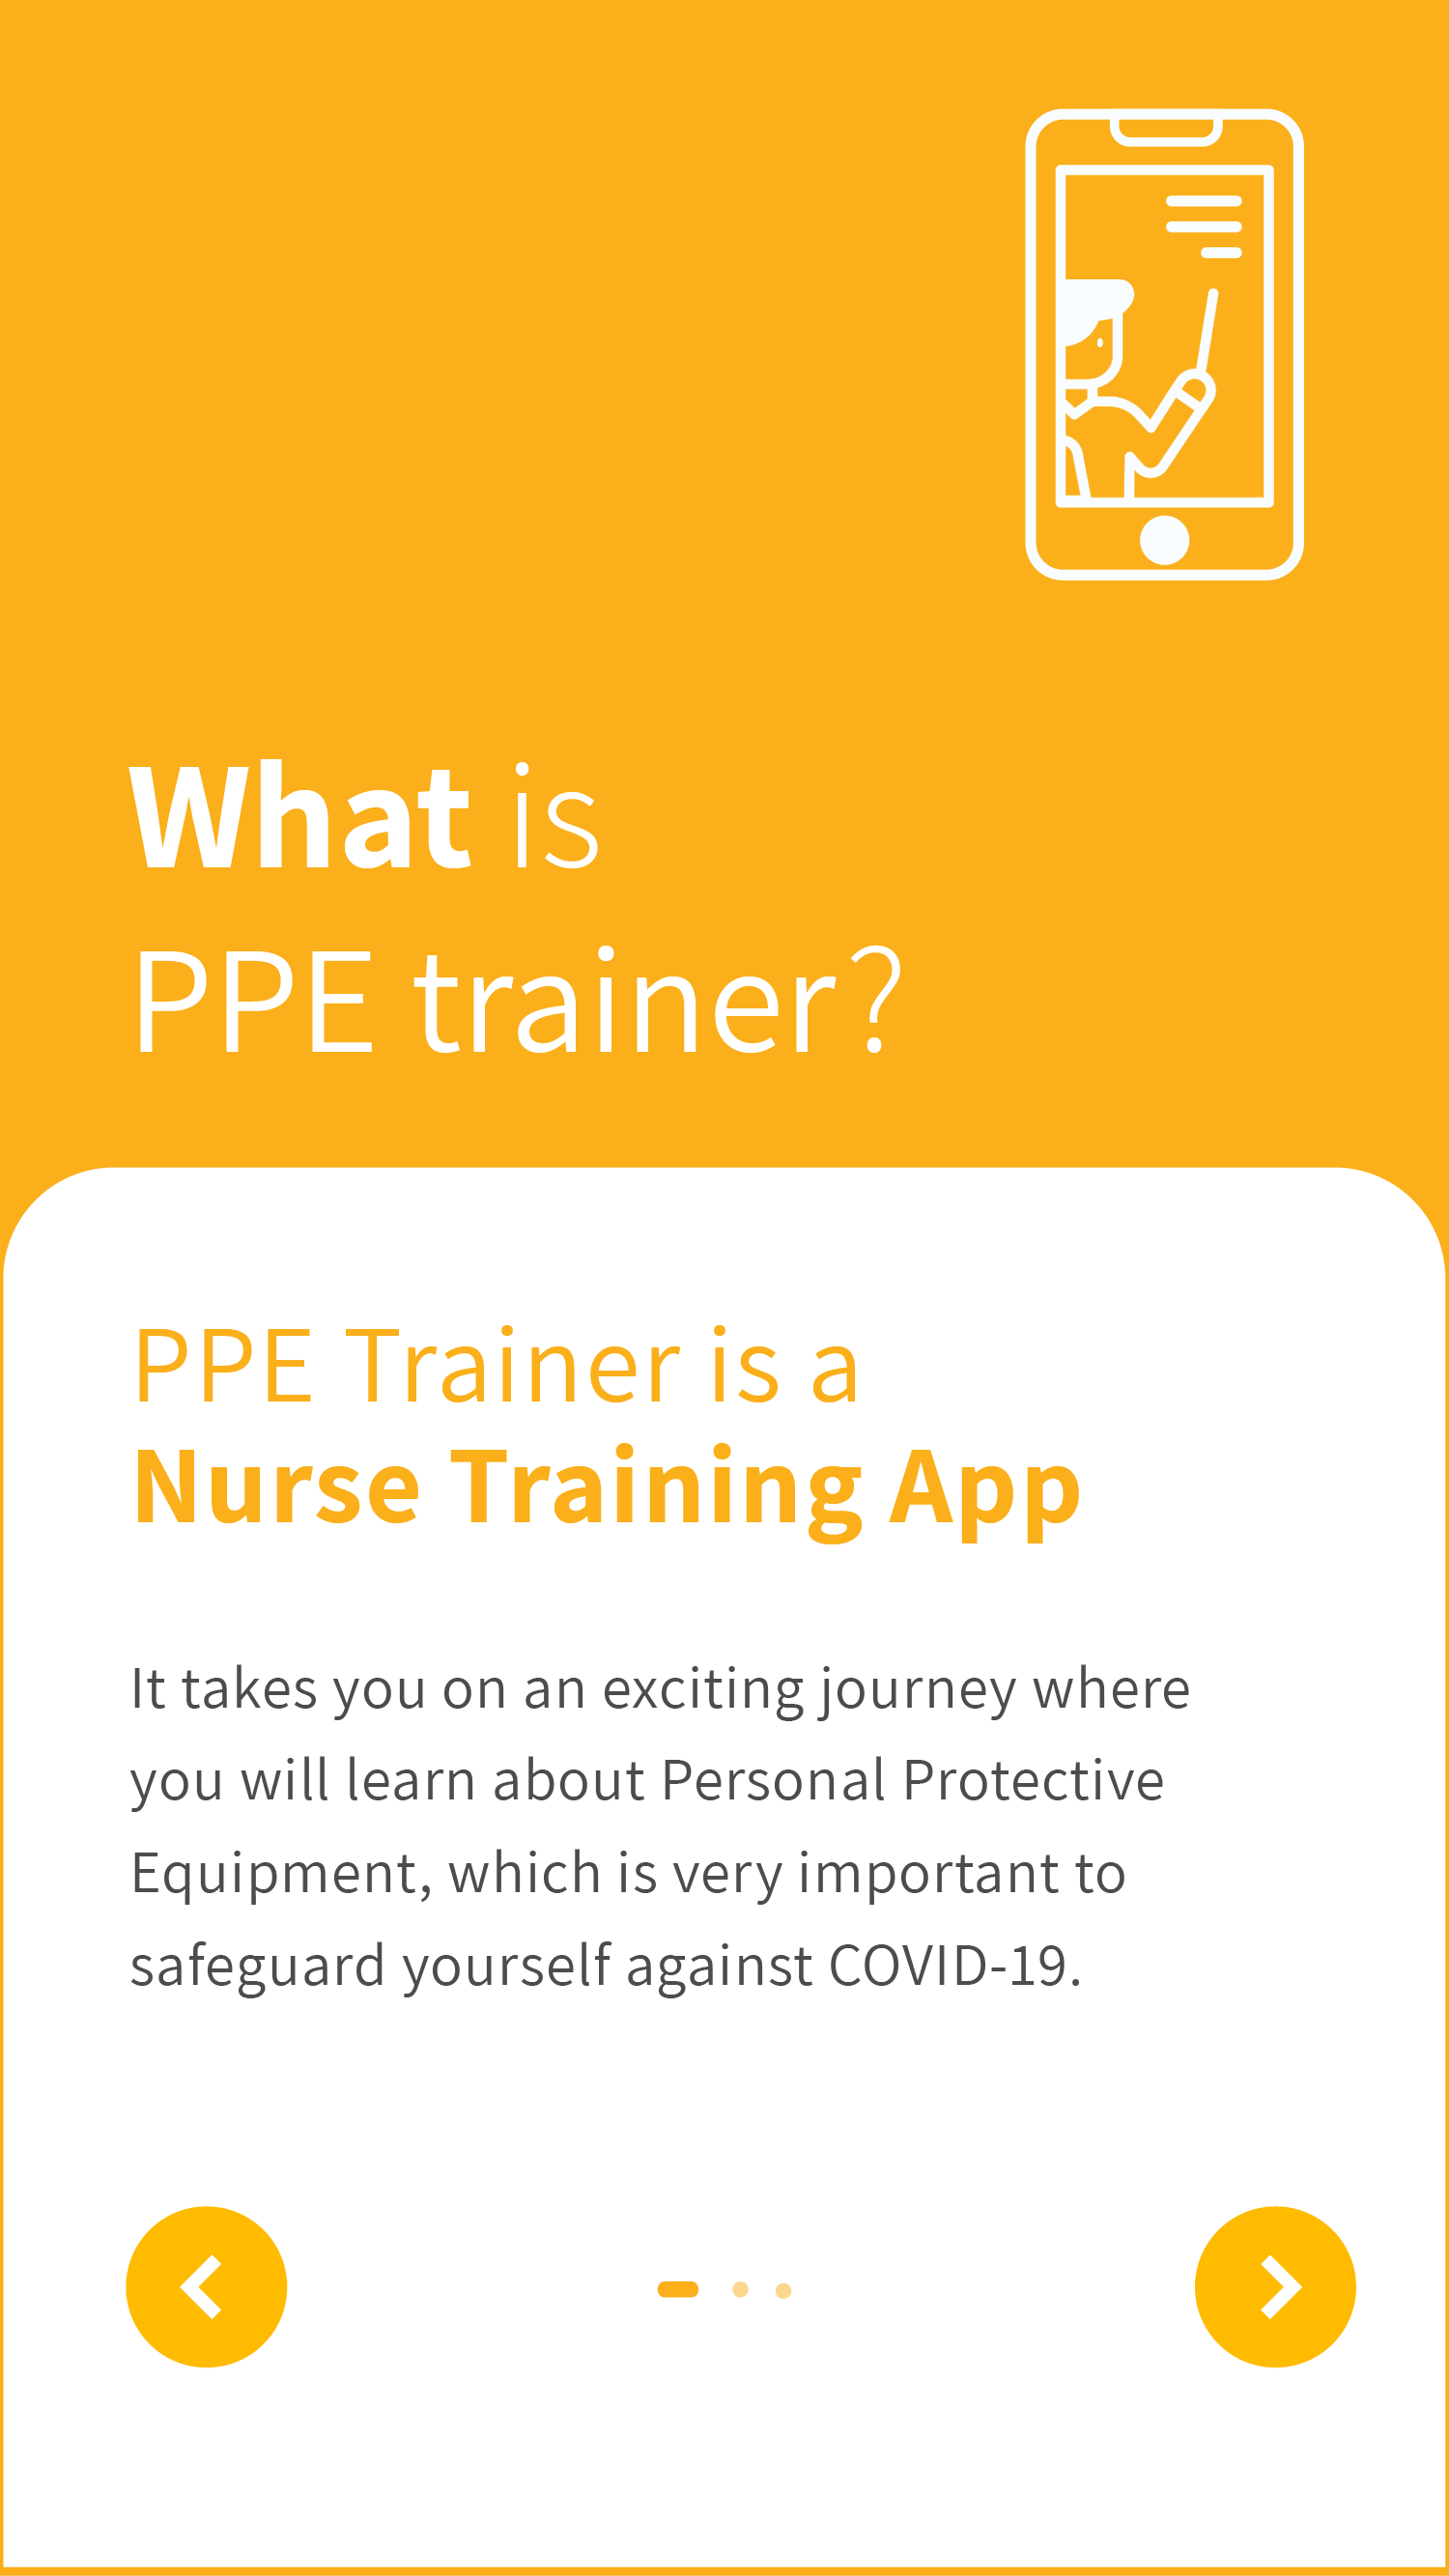 What is
PPE trainer?
PPE Trainer is a
Nurse Training App
It takes you on an exciting journey where
you will learn about Personal Protective
Equipment, which is very important to
safeguard yourself against COVID-19.